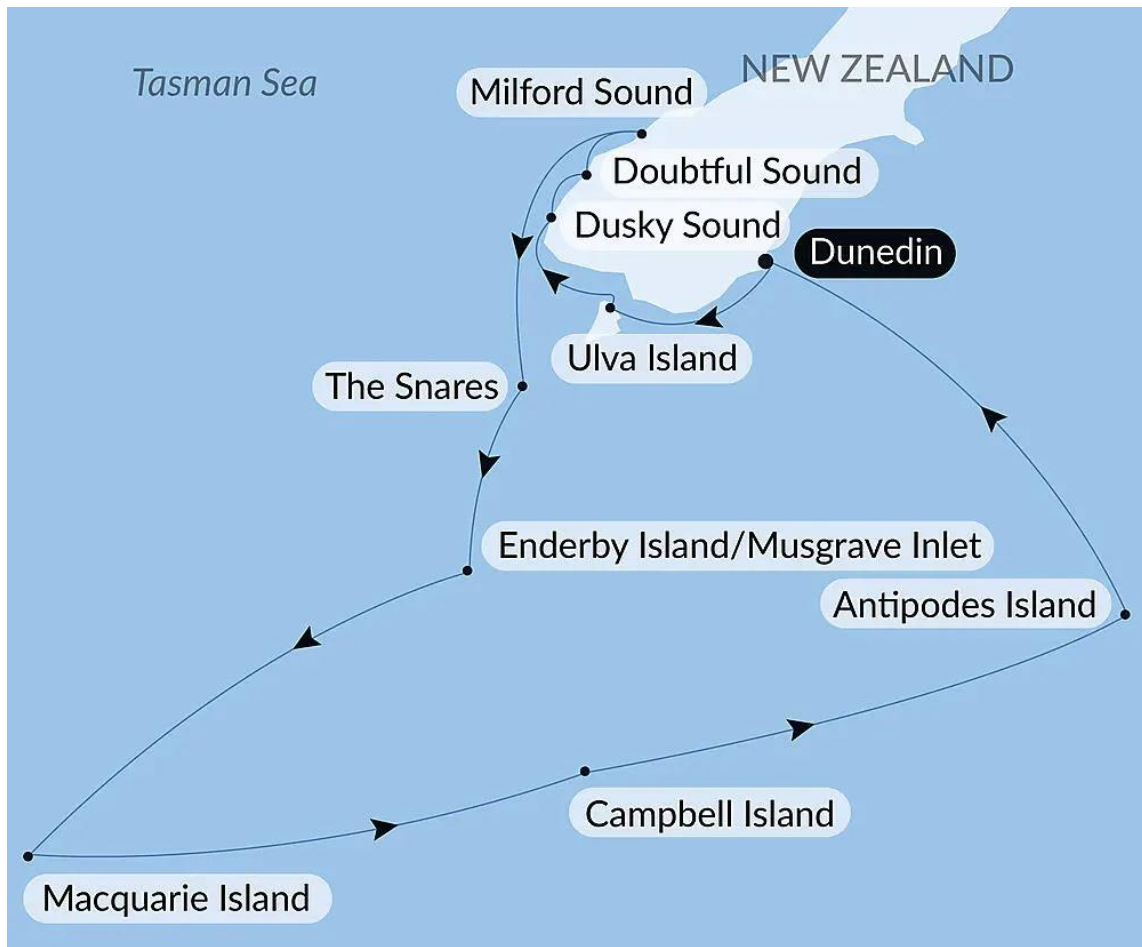 Tasman Sea
NEW ZEALAND
Milford Sound
Doubtful Sound
Dusky Sound
Dunedin
Ulva Island
The Snares
Enderby Island/Musgrave Inlet
Antipodes Island
Campbell Island
Macquarie Island